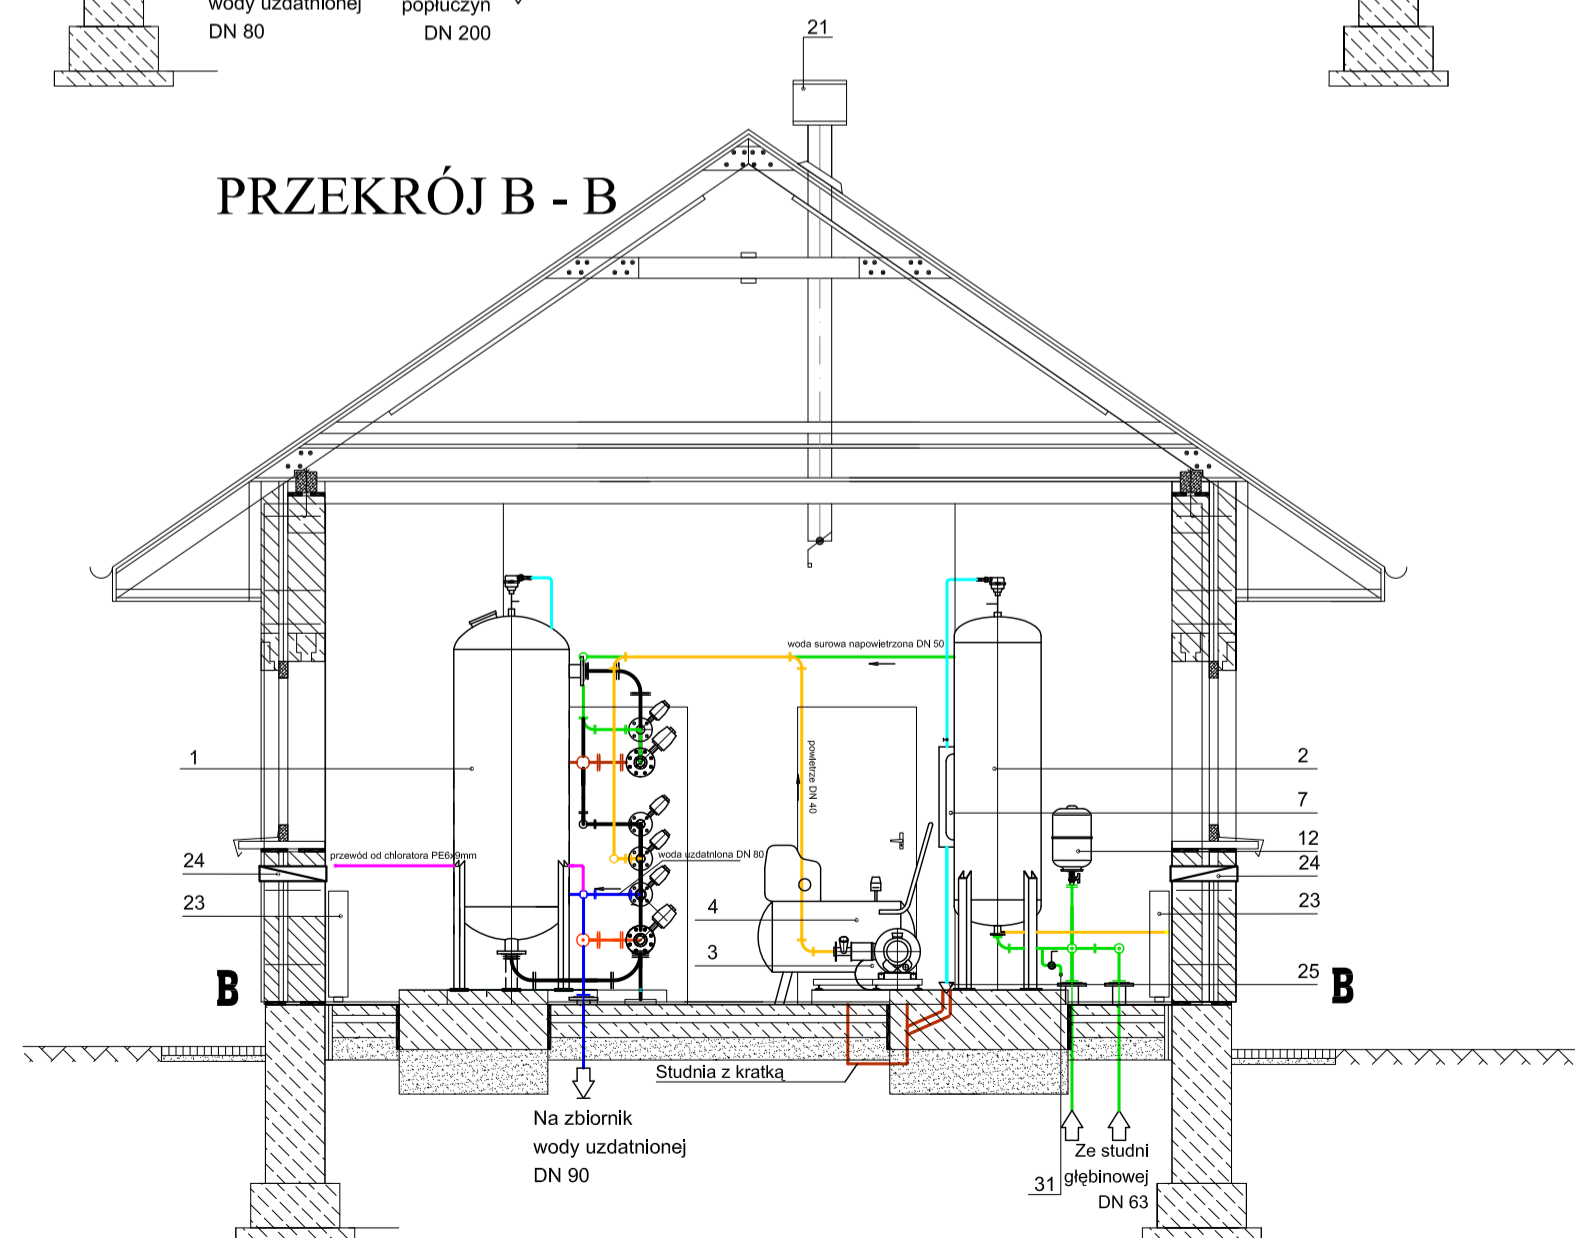 wody uzdatnionej
DN 80
popłuczyn
DN 200
21
PRZEKRÓJ B - B
woda surowa napowietrzona DN 50
powietrze DN 40
1
2
7
12
24
24
przewód od chloratora PE6x9mm
woda uzdatniona DN 80
23
23
4
3
25
B
B
Studnia z kratką
Na zbiornik
wody uzdatnionej
DN 90
Ze studni
głębinowej
DN 63
31